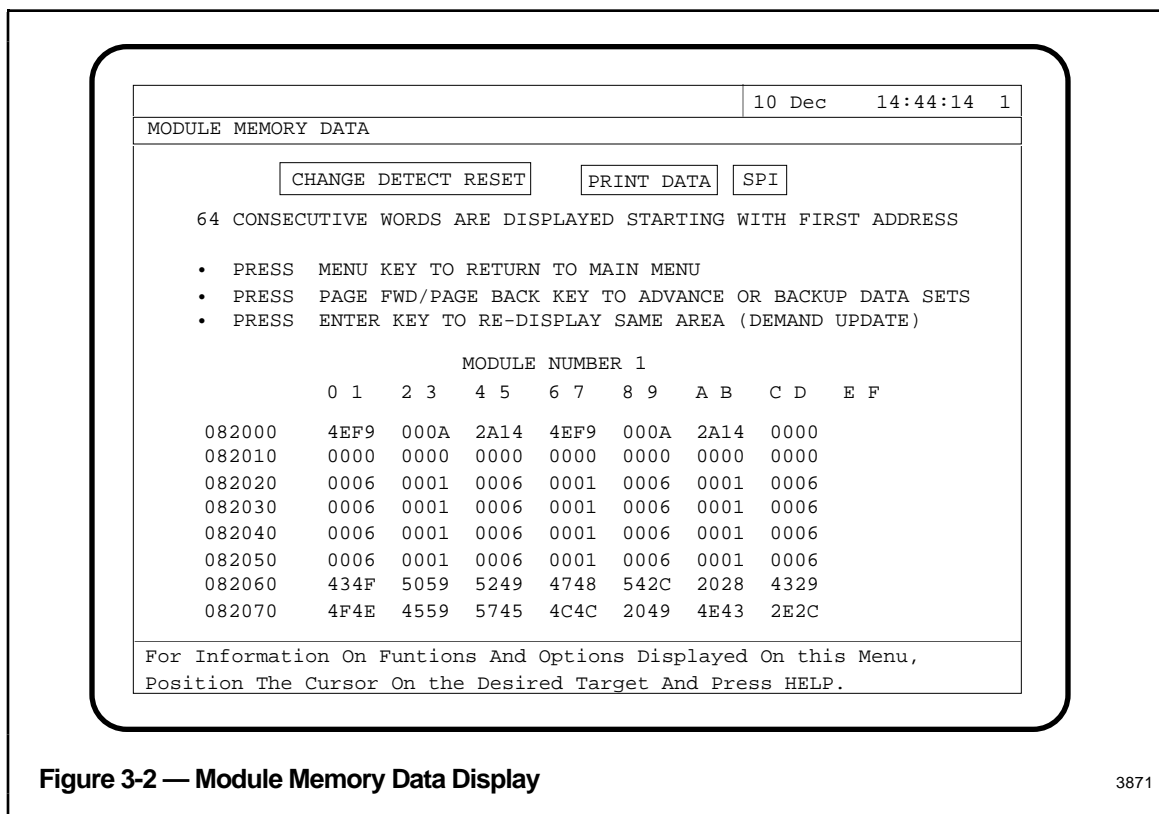 10 Dec 14:44:14 1
MODULE MEMORY DATA
CHANGE DETECT RESET PRINT DATA SPI
64 CONSECUTIVE WORDS ARE DISPLAYED STARTING WITH FIRST ADDRESS
• PRESS MENU KEY TO RETURN TO MAIN MENU
• PRESS PAGE FWD/PAGE BACK KEY TO ADVANCE OR BACKUP DATA SETS
• PRESS ENTER KEY TO RE-DISPLAY SAME AREA (DEMAND UPDATE)
MODULE NUMBER 1
0 1 2 3 4 5 6 7 8 9 A B C D E F
082000 4EF9 000A 2A14 4EF9 000A 2A14 0000
082010 0000 0000 0000 0000 0000 0000 0000
082020 0006 0001 0006 0001 0006 0001 0006
082030 0006 0001 0006 0001 0006 0001 0006
082040 0006 0001 0006 0001 0006 0001 0006
082050 0006 0001 0006 0001 0006 0001 0006
082060 434F 5059 5249 4748 542C 2028 4329
082070 4F4E 4559 5745 4C4C 2049 4E43 2E2C
For Information On Funtions And Options Displayed On this Menu,
Position The Cursor On the Desired Target And Press HELP.
Figure 3-2 — Module Memory Data Display 3871